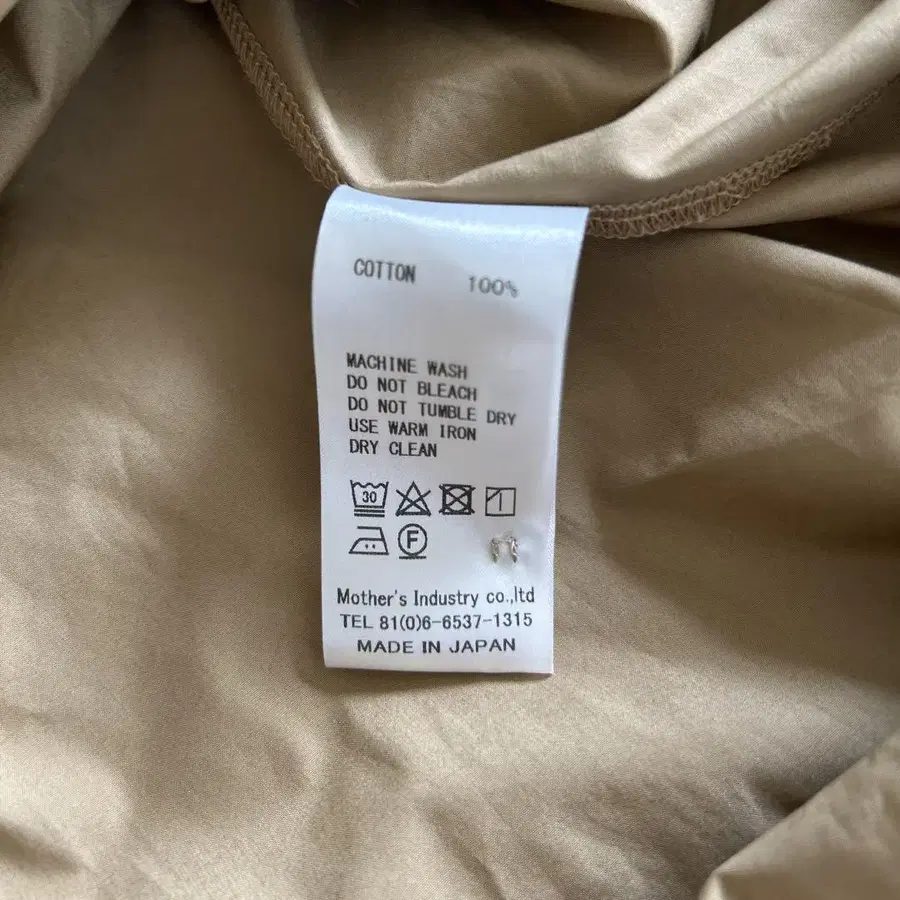 COTTON 100%
MACHINE WASH
DO NOT BLEACH
DO NOT TUMBLE DRY
USE WARM IRON
DRY CLEAN
30
F
Mother's Industry co.,ltd
TEL 81(0)6-6537-1315
MADE IN JAPAN